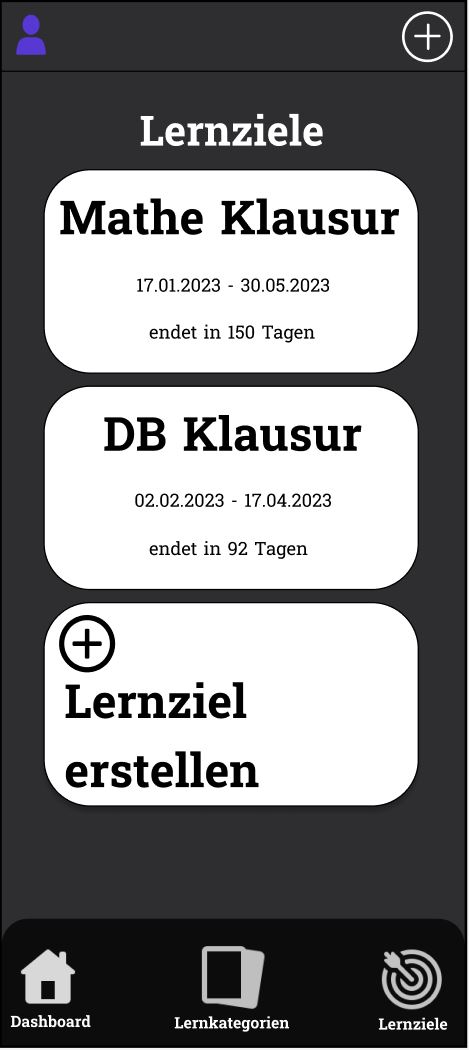 Lernziele
Mathe Klausur
17.01.2023 - 30.05.2023
endet in 150 Tagen
DB Klausur
02.02.2023 - 17.04.2023
endet in 92 Tagen
Lernziel
erstellen
Dashboard
Lernkategorien
Lernziele